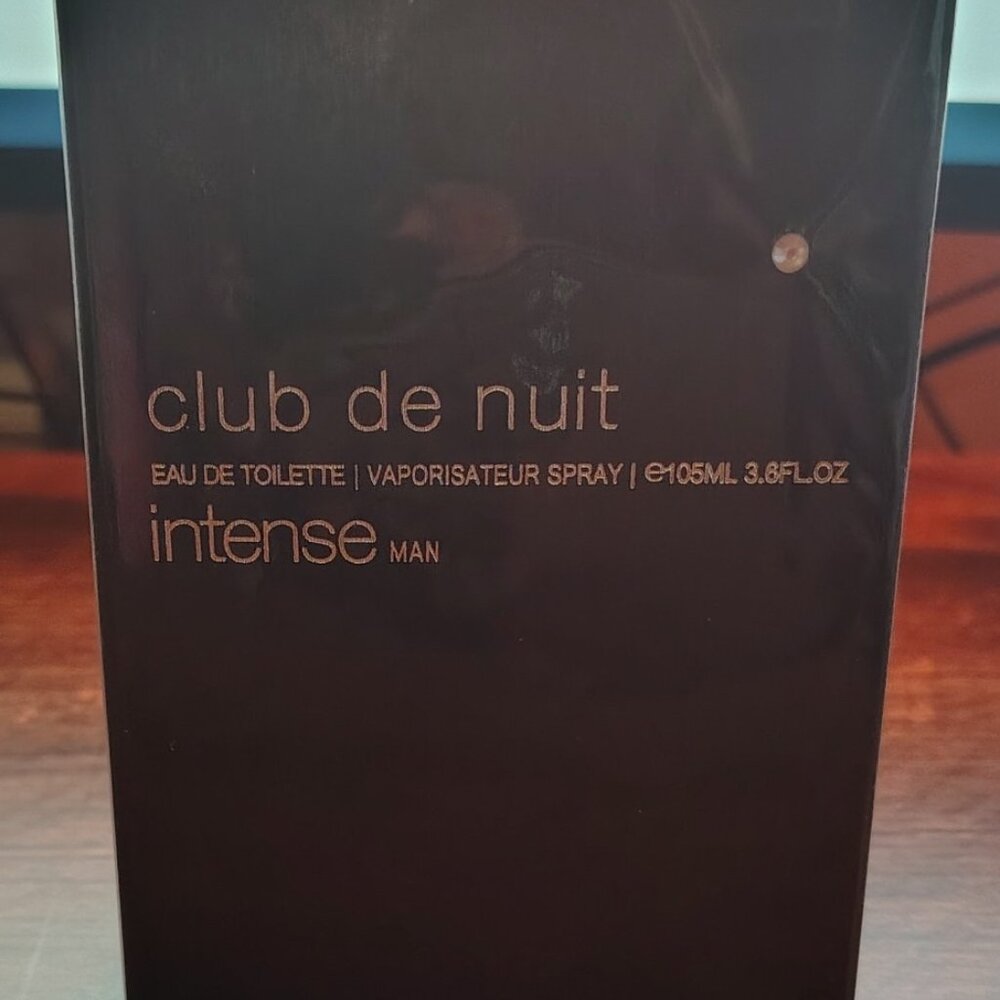 club de nuit
EAU DE TOILETTE | VAPORISATEUR SPRAY | ℮105ML 3.6FL.OZ
intense MAN